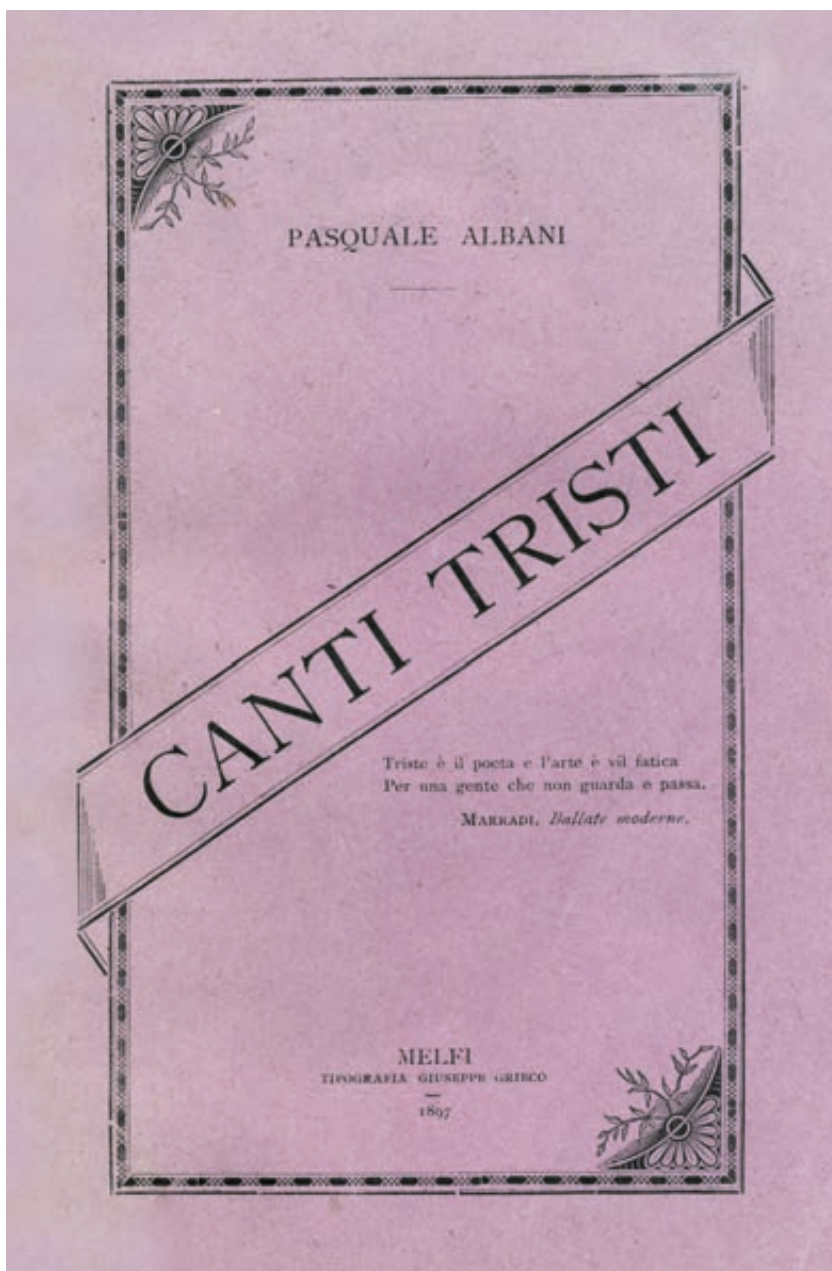 PASQUALE ALBANI
CANTI TRISTI
Triste è il poeta e l'arte è vil fatica
Per una gente che non guarda e passa.
MARRADI, Ballate moderne.
MELFI
TIPOGRAFIA GIUSEPPE GRIECO
1897